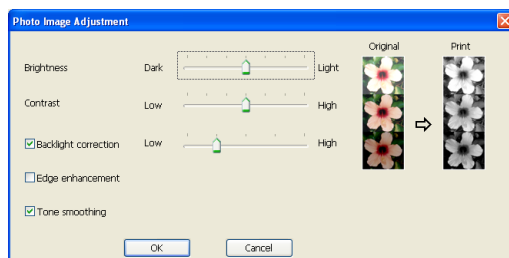 Photo Image Adjustment
Original Print
Brightness Dark Light
Contrast Low High
Backlight correction Low High
Edge enhancement
Tone smoothing
OK Cancel